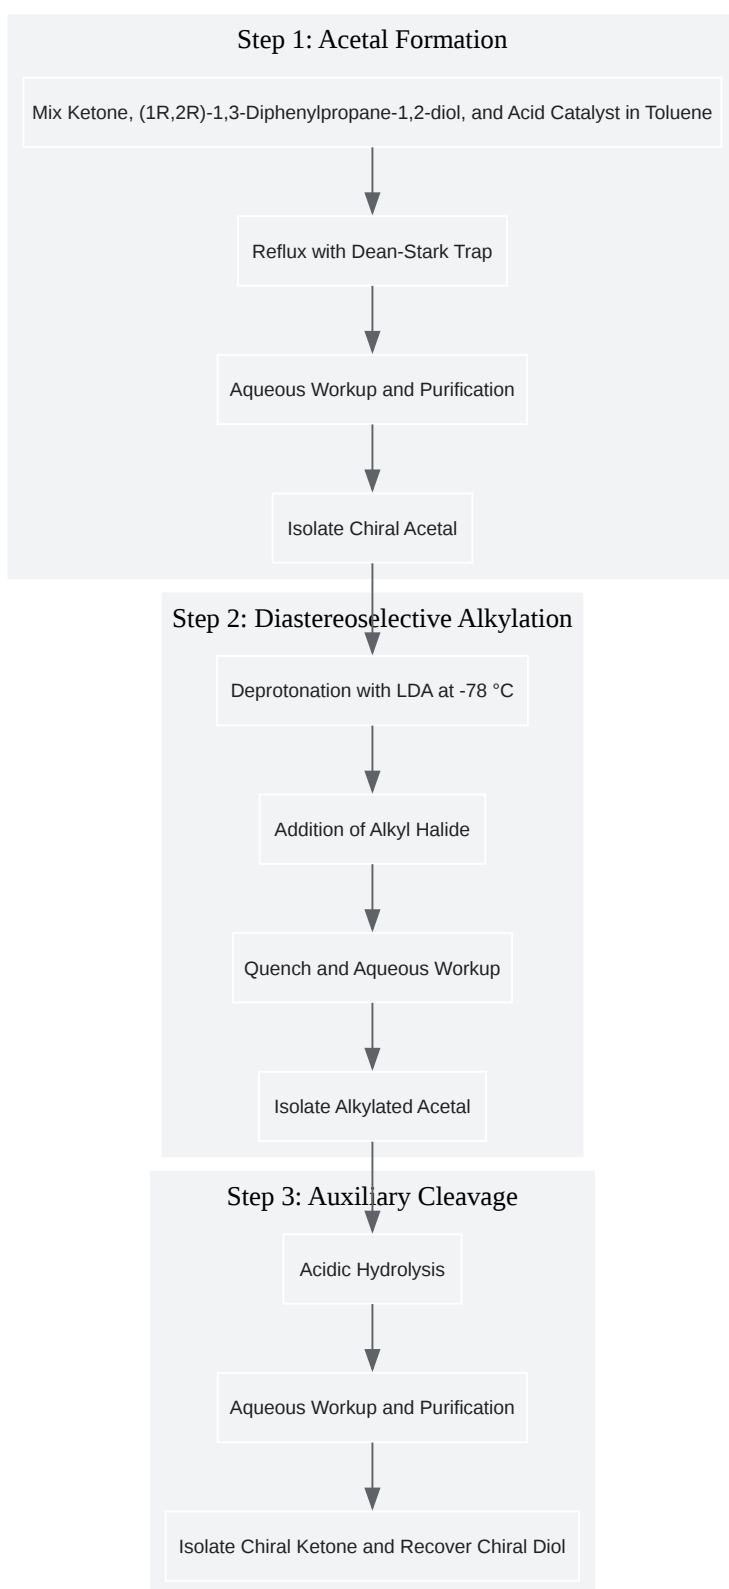 Step 1: Acetal Formation
Mix Ketone, (1R,2R)-1,3-Diphenylpropane-1,2-diol, and Acid Catalyst in Toluene
Reflux with Dean-Stark Trap
Aqueous Workup and Purification
Isolate Chiral Acetal
Step 2: Diastereoselective Alkylation
Deprotonation with LDA at -78 °C
Addition of Alkyl Halide
Quench and Aqueous Workup
Isolate Alkylated Acetal
Step 3: Auxiliary Cleavage
Acidic Hydrolysis
Aqueous Workup and Purification
Isolate Chiral Ketone and Recover Chiral Diol